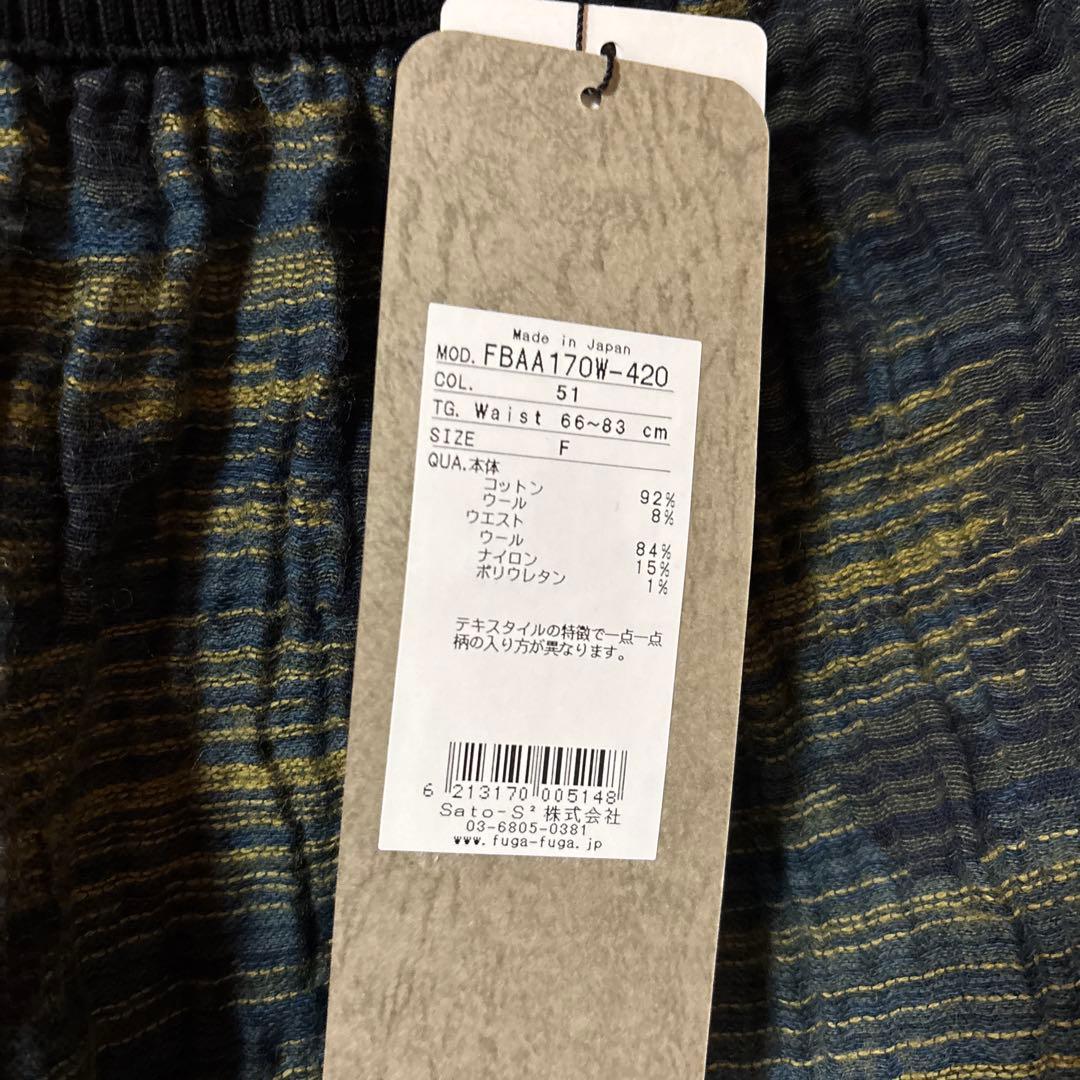 Made in Japan
MOD. FBAA170W-420
COL. 51
TG. Waist 66~83 cm
SIZE F
QUA.本体
コットン 92%
ウール 8%
ウエスト
ウール 84%
ナイロン 15%
ポリウレタン 1%
テキスタイルの特徴で一点一点
柄の入り方が異なります。
6 213170 005148
Sato-S²株式会社
03-6805-0381
www.fuga-fuga.jp